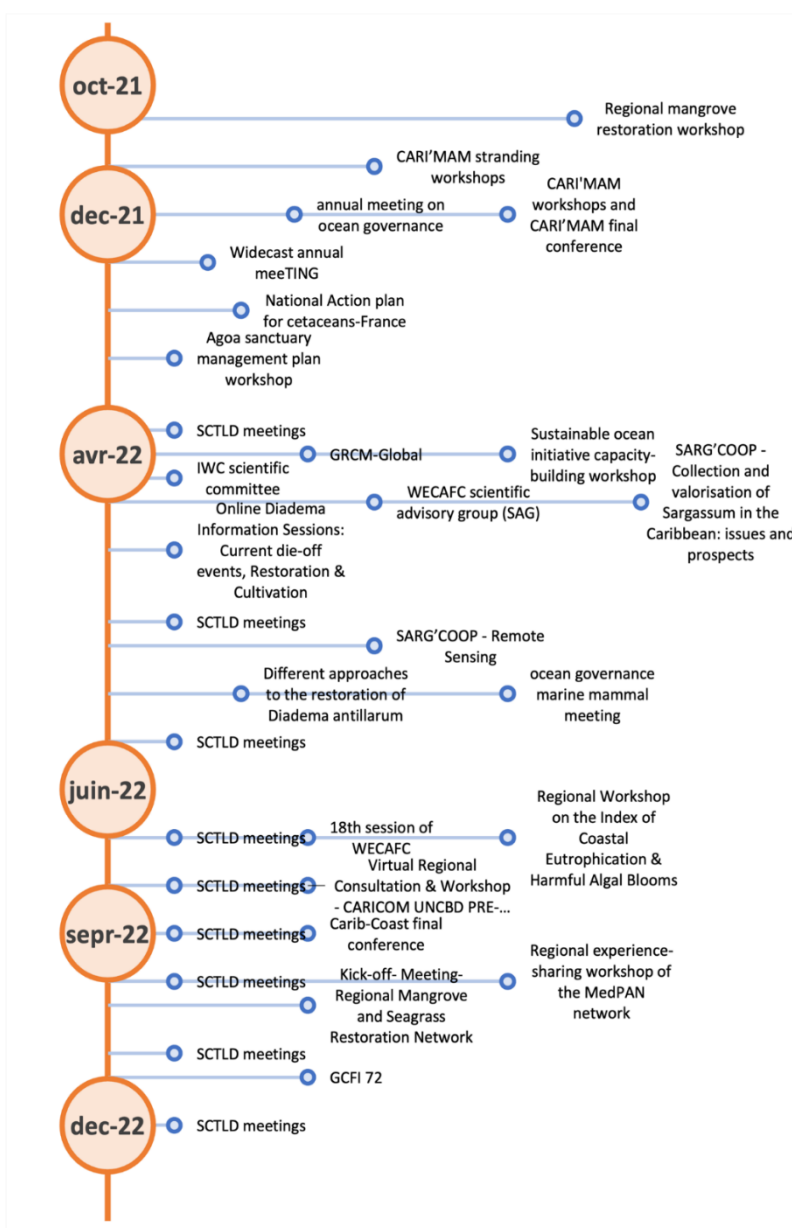 oct-21
Regional mangrove
restoration workshop
CARI’MAM stranding
workshops
dec-21
annual meeting on
ocean governance
CARI'MAM
workshops and
CARI’MAM final
conference
Widecast annual
meeTING
National Action plan
for cetaceans-France
Agoa sanctuary
management plan
workshop
SCTLD meetings
avr-22
GRCM-Global
Sustainable ocean
initiative capacity-
building workshop
SARG’COOP -
Collection and
valorisation of
Sargassum in the
Caribbean: issues and
prospects
IWC scientific
committee
WECAFC scientific
advisory group (SAG)
Online Diadema
Information Sessions:
Current die-off
events, Restoration &
Cultivation
SCTLD meetings
SARG’COOP - Remote
Sensing
Different approaches
to the restoration of
Diadema antillarum
ocean governance
marine mammal
meeting
SCTLD meetings
juin-22
SCTLD meetings
18th session of
WECAFC
Regional Workshop
on the Index of
Coastal
Eutrophication &
Harmful Algal Blooms
SCTLD meetings
Virtual Regional
Consultation & Workshop
- CARICOM UNCBD PRE-...
sepr-22
SCTLD meetings
Carib-Coast final
conference
SCTLD meetings
Kick-off- Meeting-
Regional Mangrove
and Seagrass
Restoration Network
Regional experience-
sharing workshop of
the MedPAN
network
SCTLD meetings
GCFI 72
dec-22
SCTLD meetings